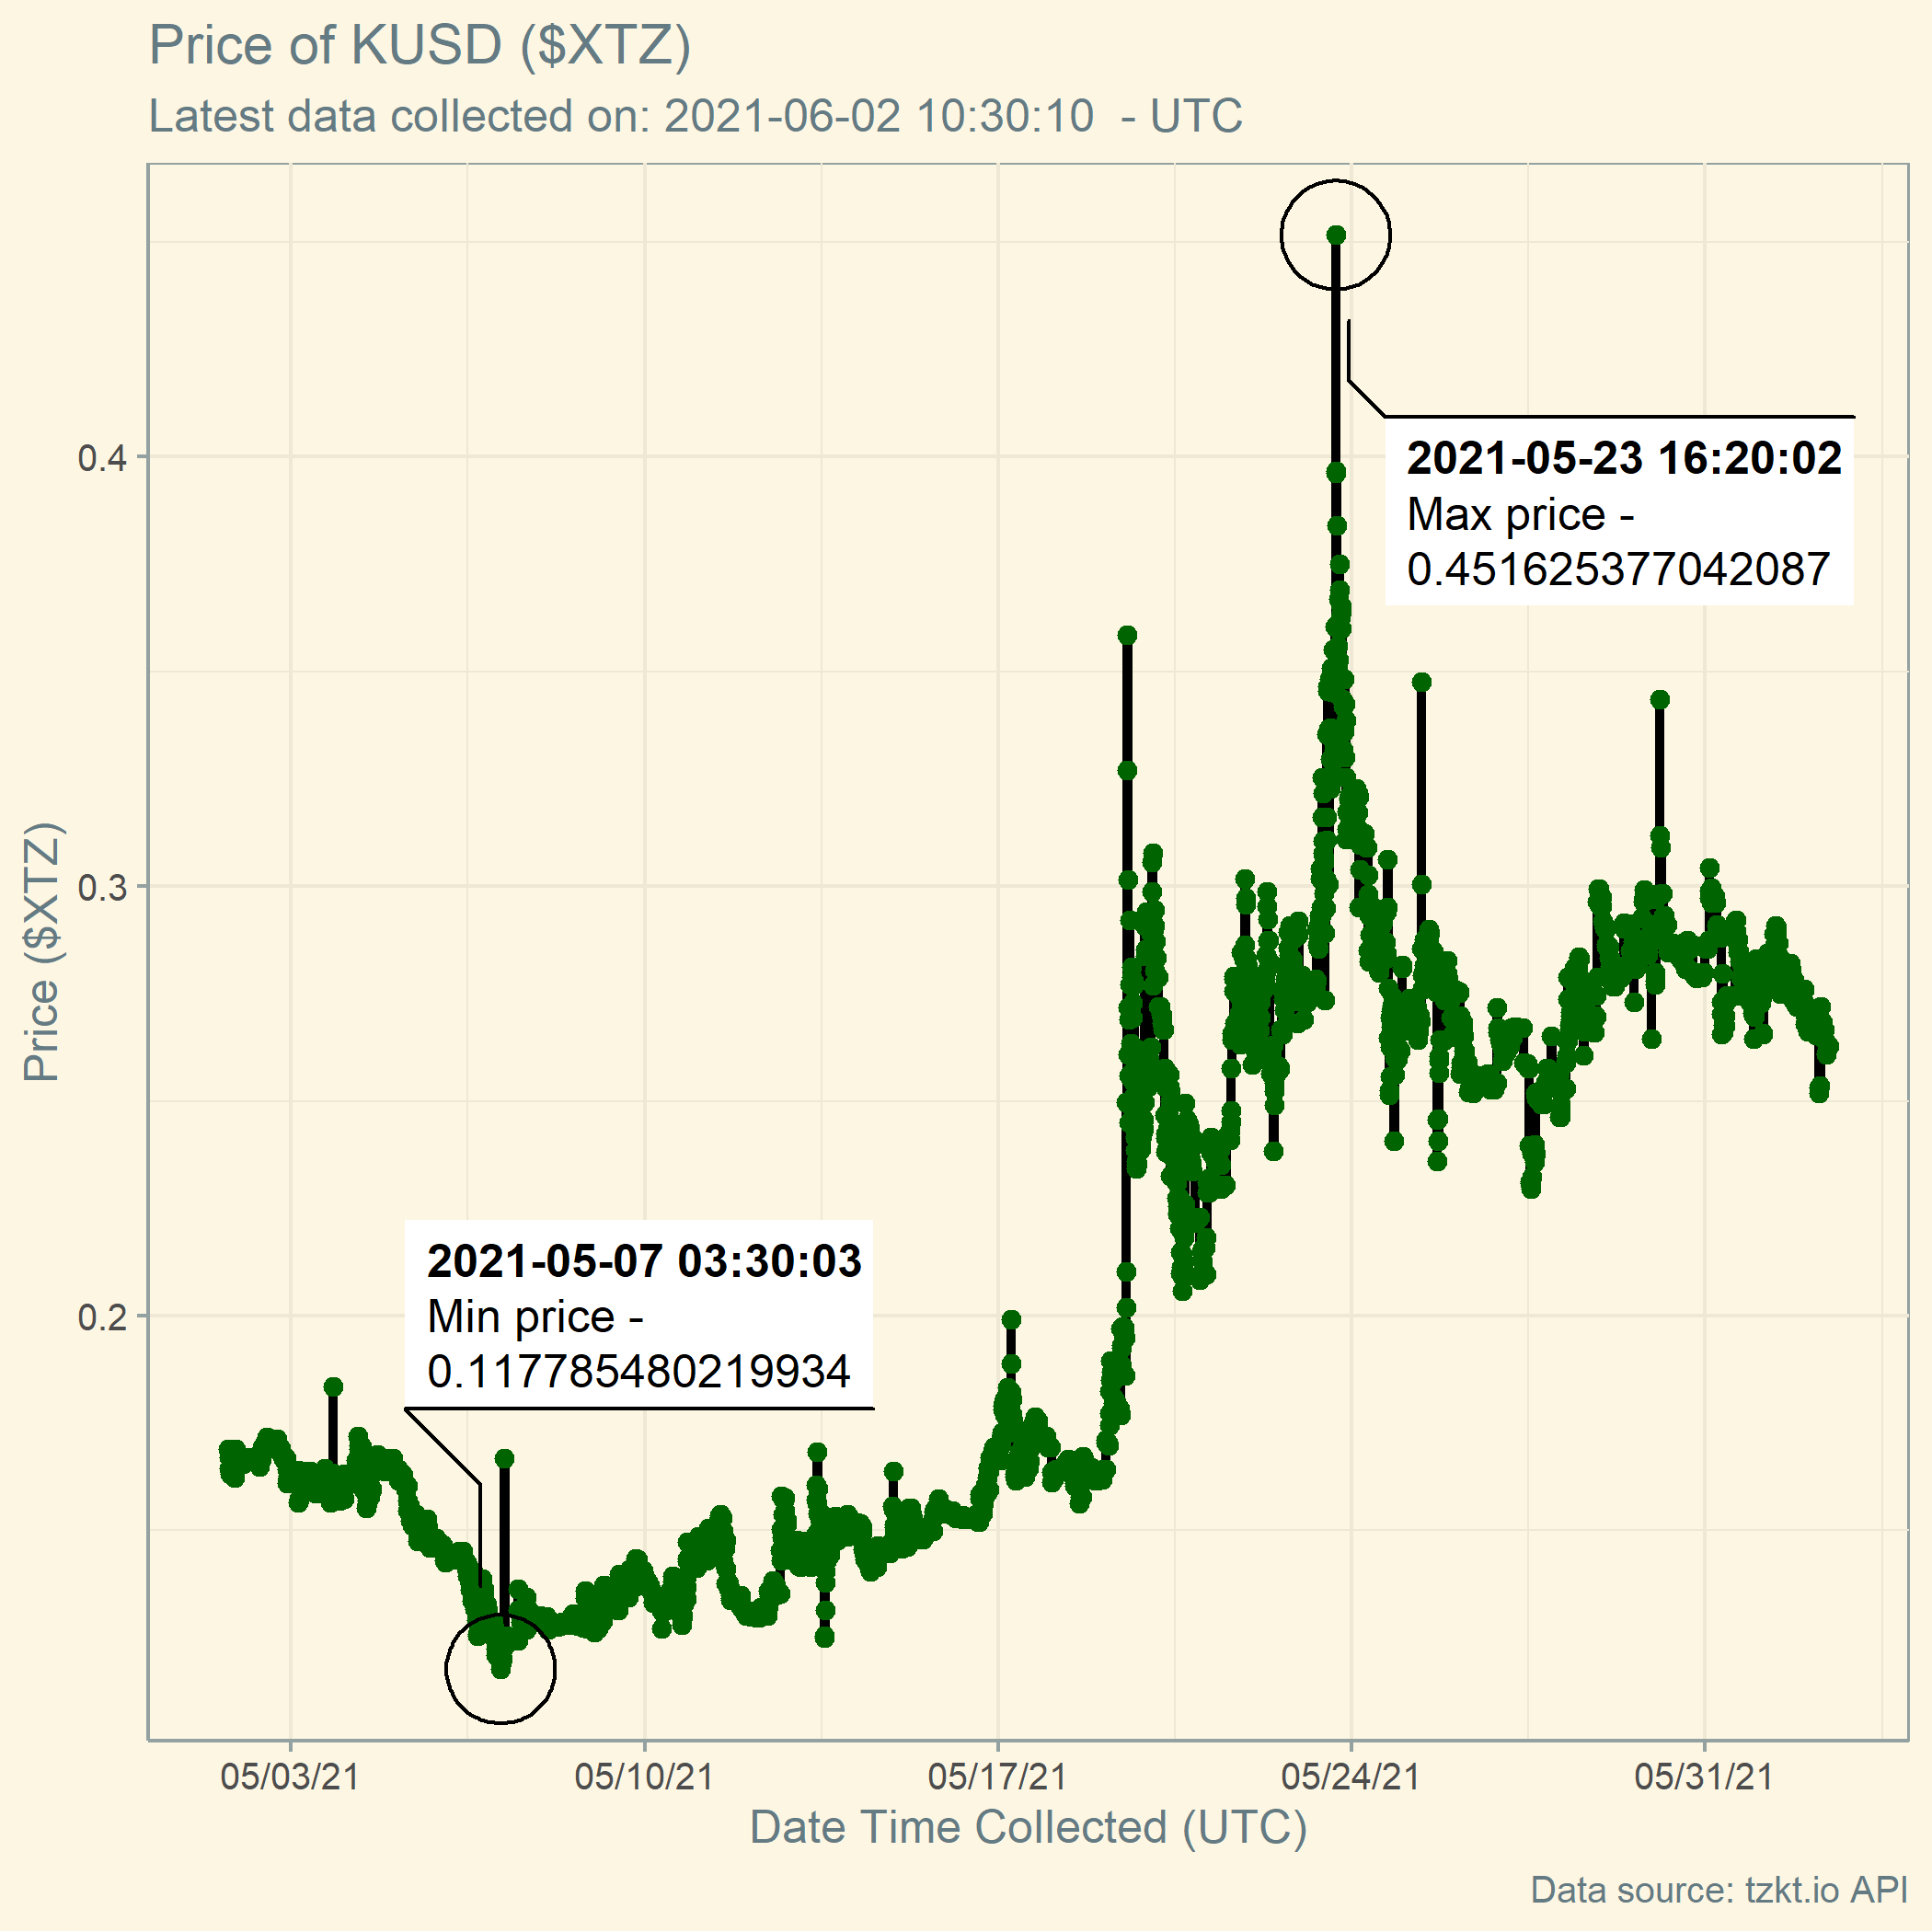 Price of KUSD ($XTZ)
Latest data collected on: 2021-06-02 10:30:10  - UTC
2021-05-23 16:20:02
Max price -
0.451625377042087
2021-05-07 03:30:03
Min price -
0.117785480219934
Price ($XTZ)
0.4
0.3
0.2
05/03/21
05/10/21
05/17/21
05/24/21
05/31/21
Date Time Collected (UTC)
Data source: tzkt.io API